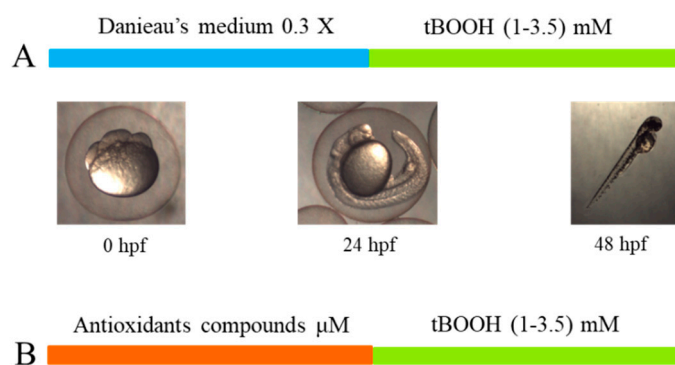 Danieau's medium 0.3 X tBOOH (1-3.5) mM
A
0 hpf 24 hpf 48 hpf
Antioxidants compounds μM tBOOH (1-3.5) mM
B